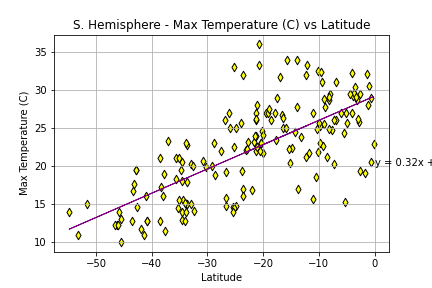 S. Hemisphere - Max Temperature (C) vs Latitude
Max Temperature (C)
35
30
25
20
15
10
y = 0.32x +
−50 −40 −30 −20 −10 0
Latitude